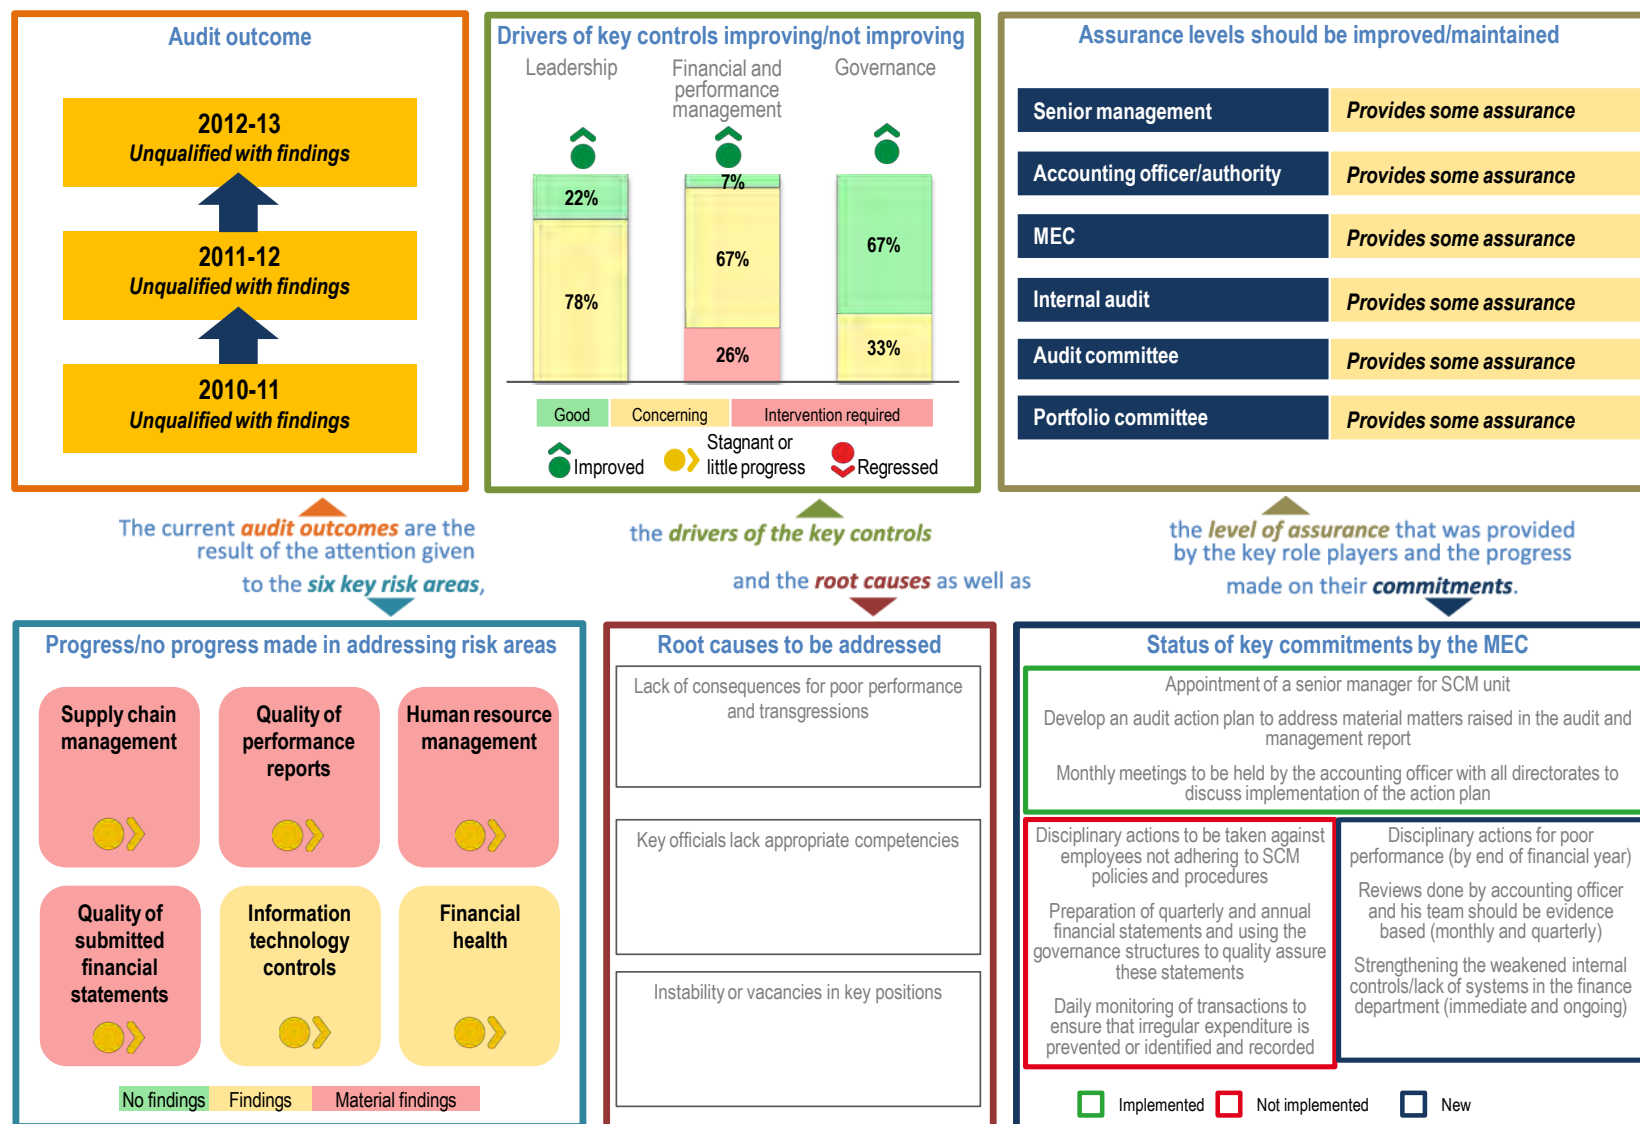 Audit outcome
2012-13
Unqualified with findings
2011-12
Unqualified with findings
2010-11
Unqualified with findings
Drivers of key controls improving/not improving
Leadership
Financial and
performance
management
Governance
22%
78%
7%
67%
26%
67%
33%
Good
Concerning
Intervention required
Improved
Stagnant or
little progress
Regressed
Assurance levels should be improved/maintained
Senior management
Provides some assurance
Accounting officer/authority
Provides some assurance
MEC
Provides some assurance
Internal audit
Provides some assurance
Audit committee
Provides some assurance
Portfolio committee
Provides some assurance
The current audit outcomes are the
result of the attention given
to the six key risk areas,
the drivers of the key controls
and the root causes as well as
the level of assurance that was provided
by the key role players and the progress
made on their commitments.
Progress/no progress made in addressing risk areas
Supply chain
management
Quality of
performance
reports
Human resource
management
Quality of
submitted
financial
statements
Information
technology
controls
Financial
health
No findings
Findings
Material findings
Root causes to be addressed
Lack of consequences for poor performance
and transgressions
Key officials lack appropriate competencies
Instability or vacancies in key positions
Status of key commitments by the MEC
Appointment of a senior manager for SCM unit
Develop an audit action plan to address material matters raised in the audit and
management report
Monthly meetings to be held by the accounting officer with all directorates to
discuss implementation of the action plan
Disciplinary actions to be taken against
employees not adhering to SCM
policies and procedures
Preparation of quarterly and annual
financial statements and using the
governance structures to quality assure
these statements
Daily monitoring of transactions to
ensure that irregular expenditure is
prevented or identified and recorded
Disciplinary actions for poor
performance (by end of financial year)
Reviews done by accounting officer
and his team should be evidence
based (monthly and quarterly)
Strengthening the weakened internal
controls/lack of systems in the finance
department (immediate and ongoing)
Implemented
Not implemented
New